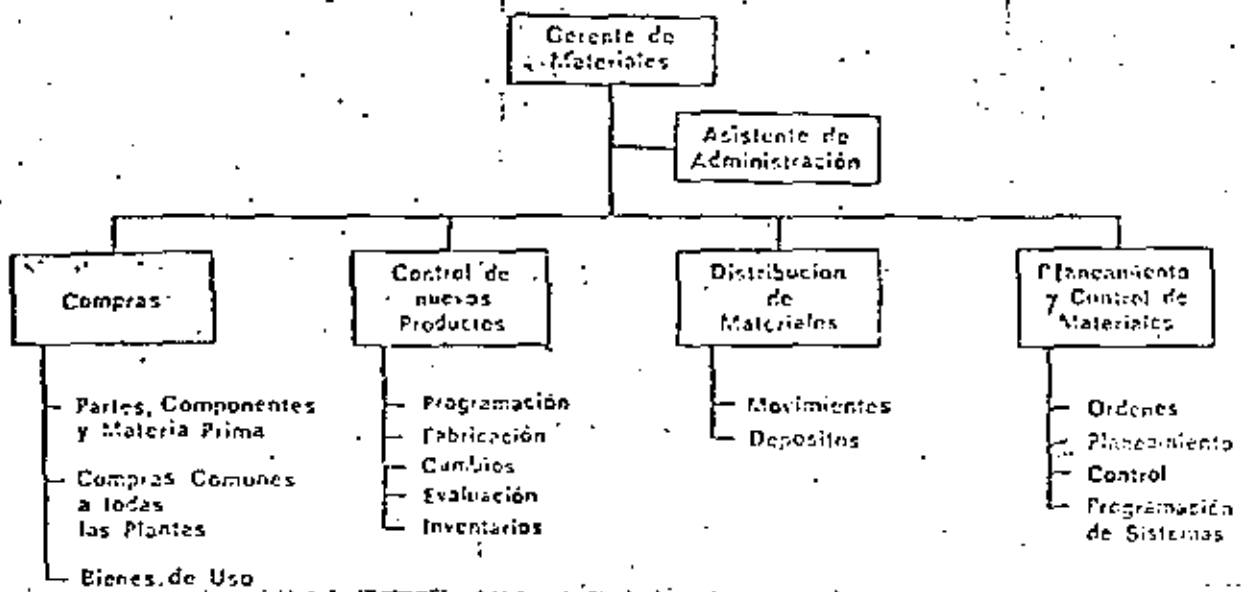 Gerente de
Materiales
Asistente de
Administración
Compras
Control de
nuevos
Productos
Distribucion
de
Materiales
Planeamiento
y Control de
Materiales
Partes, Componentes
y Materia Prima
Compras Comunes
a todas
las Plantas
Bienes de Uso
Programación
Fabricación
Cambios
Evaluación
Inventarios
Movimientos
Depositos
Ordenes
Planeamiento
Control
Programación
de Sistemas